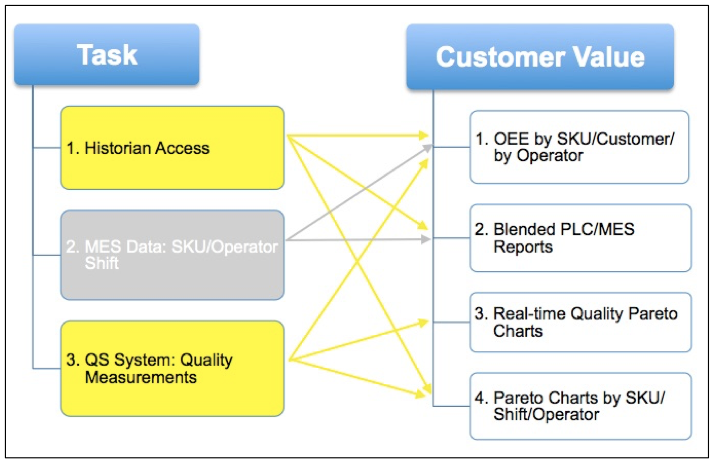 Task
1. Historian Access
2. MES Data: SKU/Operator
Shift
3. QS System: Quality
Measurements
Customer Value
1. OEE by SKU/Customer/
by Operator
2. Blended PLC/MES
Reports
3. Real-time Quality Pareto
Charts
4. Pareto Charts by SKU/
Shift/Operator